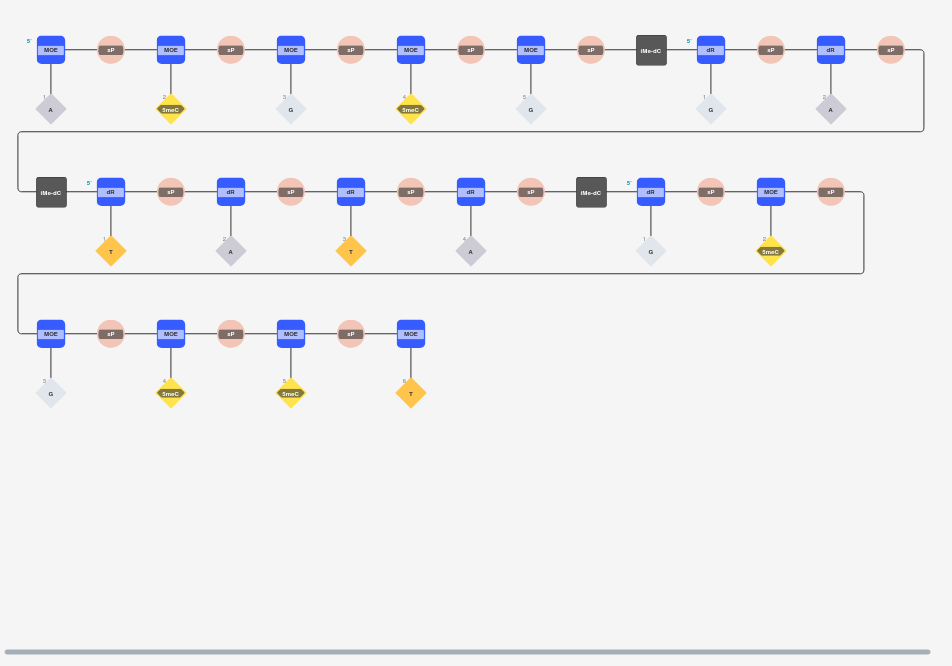 5' MOE sP MOE sP MOE sP MOE sP MOE sP iMe-dC 5' dR sP dR sP
1 A 2 5meC 3 G 4 5meC 5 G 1 G 2 A
iMe-dC 5' dR sP dR sP dR sP dR sP iMe-dC 5' dR sP MOE sP
1 T 2 A 3 T 4 A 1 G 2 5meC
MOE sP MOE sP MOE sP MOE
3 G 4 5meC 5 5meC 6 T